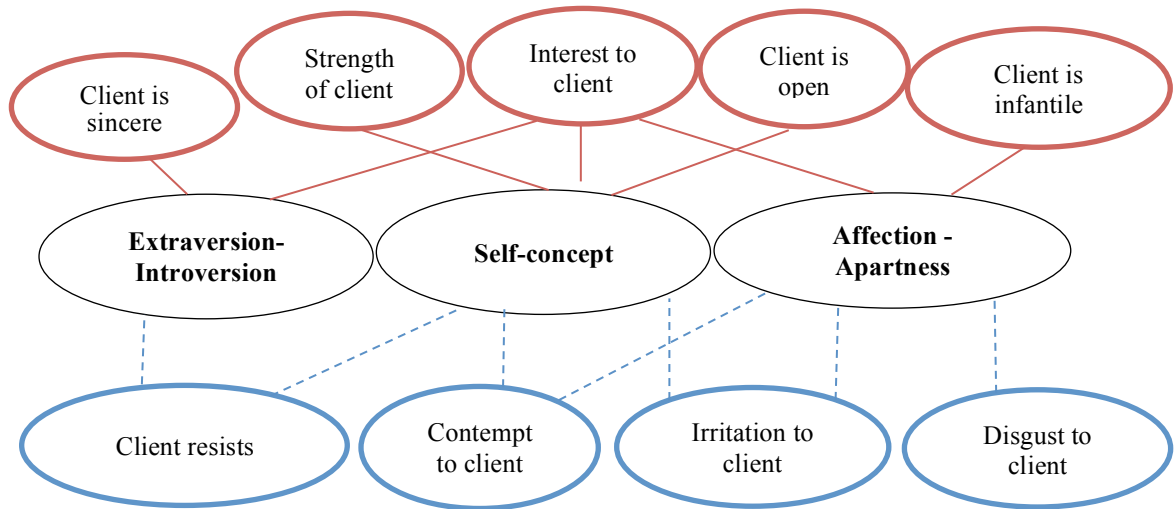 Client is
sincere
Strength
of client
Interest to
client
Client is
open
Client is
infantile
Extraversion-
Introversion
Self-concept
Affection -
Apartness
Client resists
Contempt
to client
Irritation to
client
Disgust to
client